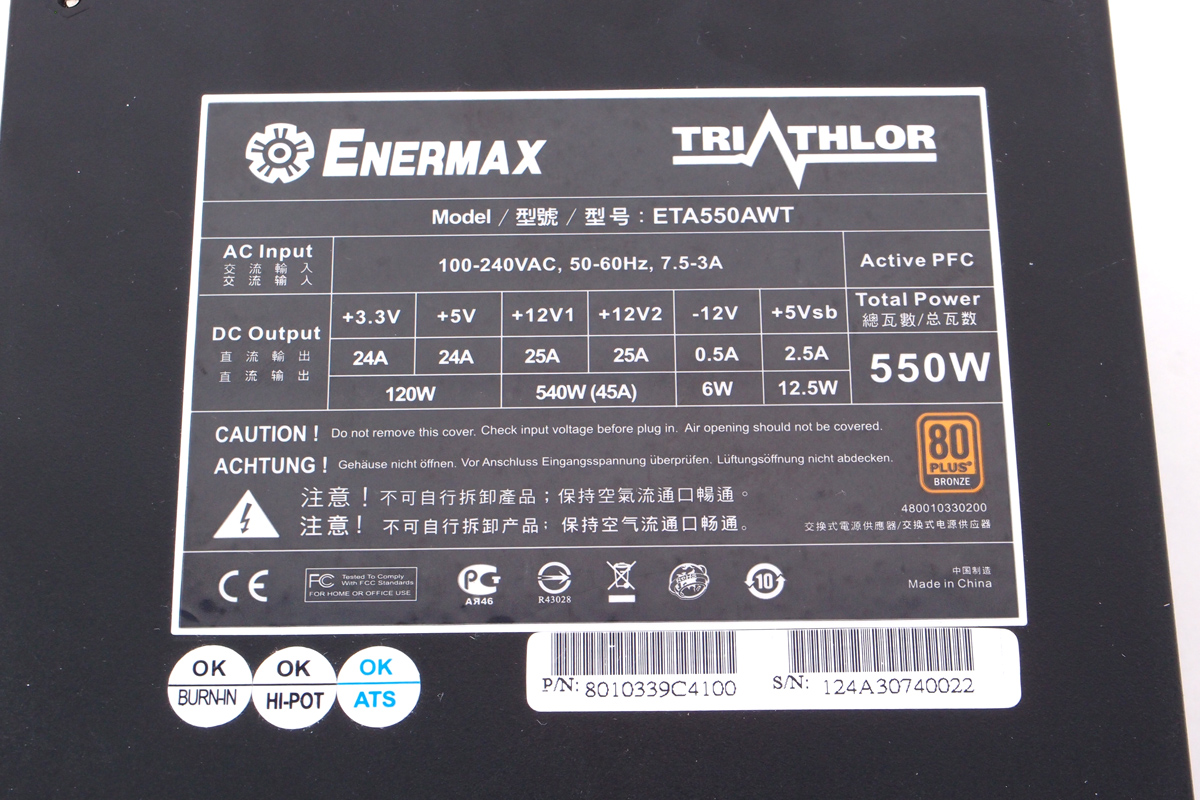 ENERMAX
TRIATHLOR
Model / 型號 / 型号 : ETA550AWT
AC Input
交流輸入
交流输入
100-240VAC, 50-60Hz, 7.5-3A
Active PFC
DC Output
直流輸出
直流输出
+3.3V +5V +12V1 +12V2 -12V +5Vsb
24A 24A 25A 25A 0.5A 2.5A
120W 540W (45A) 6W 12.5W
Total Power
總瓦數/总瓦数
550W
CAUTION ! Do not remove this cover. Check input voltage before plug in. Air opening should not be covered.
ACHTUNG ! Gehäuse nicht öffnen. Vor Anschluss Eingangsspannung überprüfen. Lüftungsöffnung nicht abdecken.
注意！不可自行拆卸產品；保持空氣流通口暢通。
注意！不可自行拆卸产品；保持空气流通口畅通。
80
PLUS
BRONZE
480010330200
交換式電源供應器/交换式电源供应器
CE
FC Tested To Comply
With FCC Standards
FOR HOME OR OFFICE USE
РС
АЯ46
R43028
10
中国制造
Made in China
OK
BURN-IN
OK
HI-POT
OK
ATS
P/N: 8010339C4100
S/N: 124A30740022